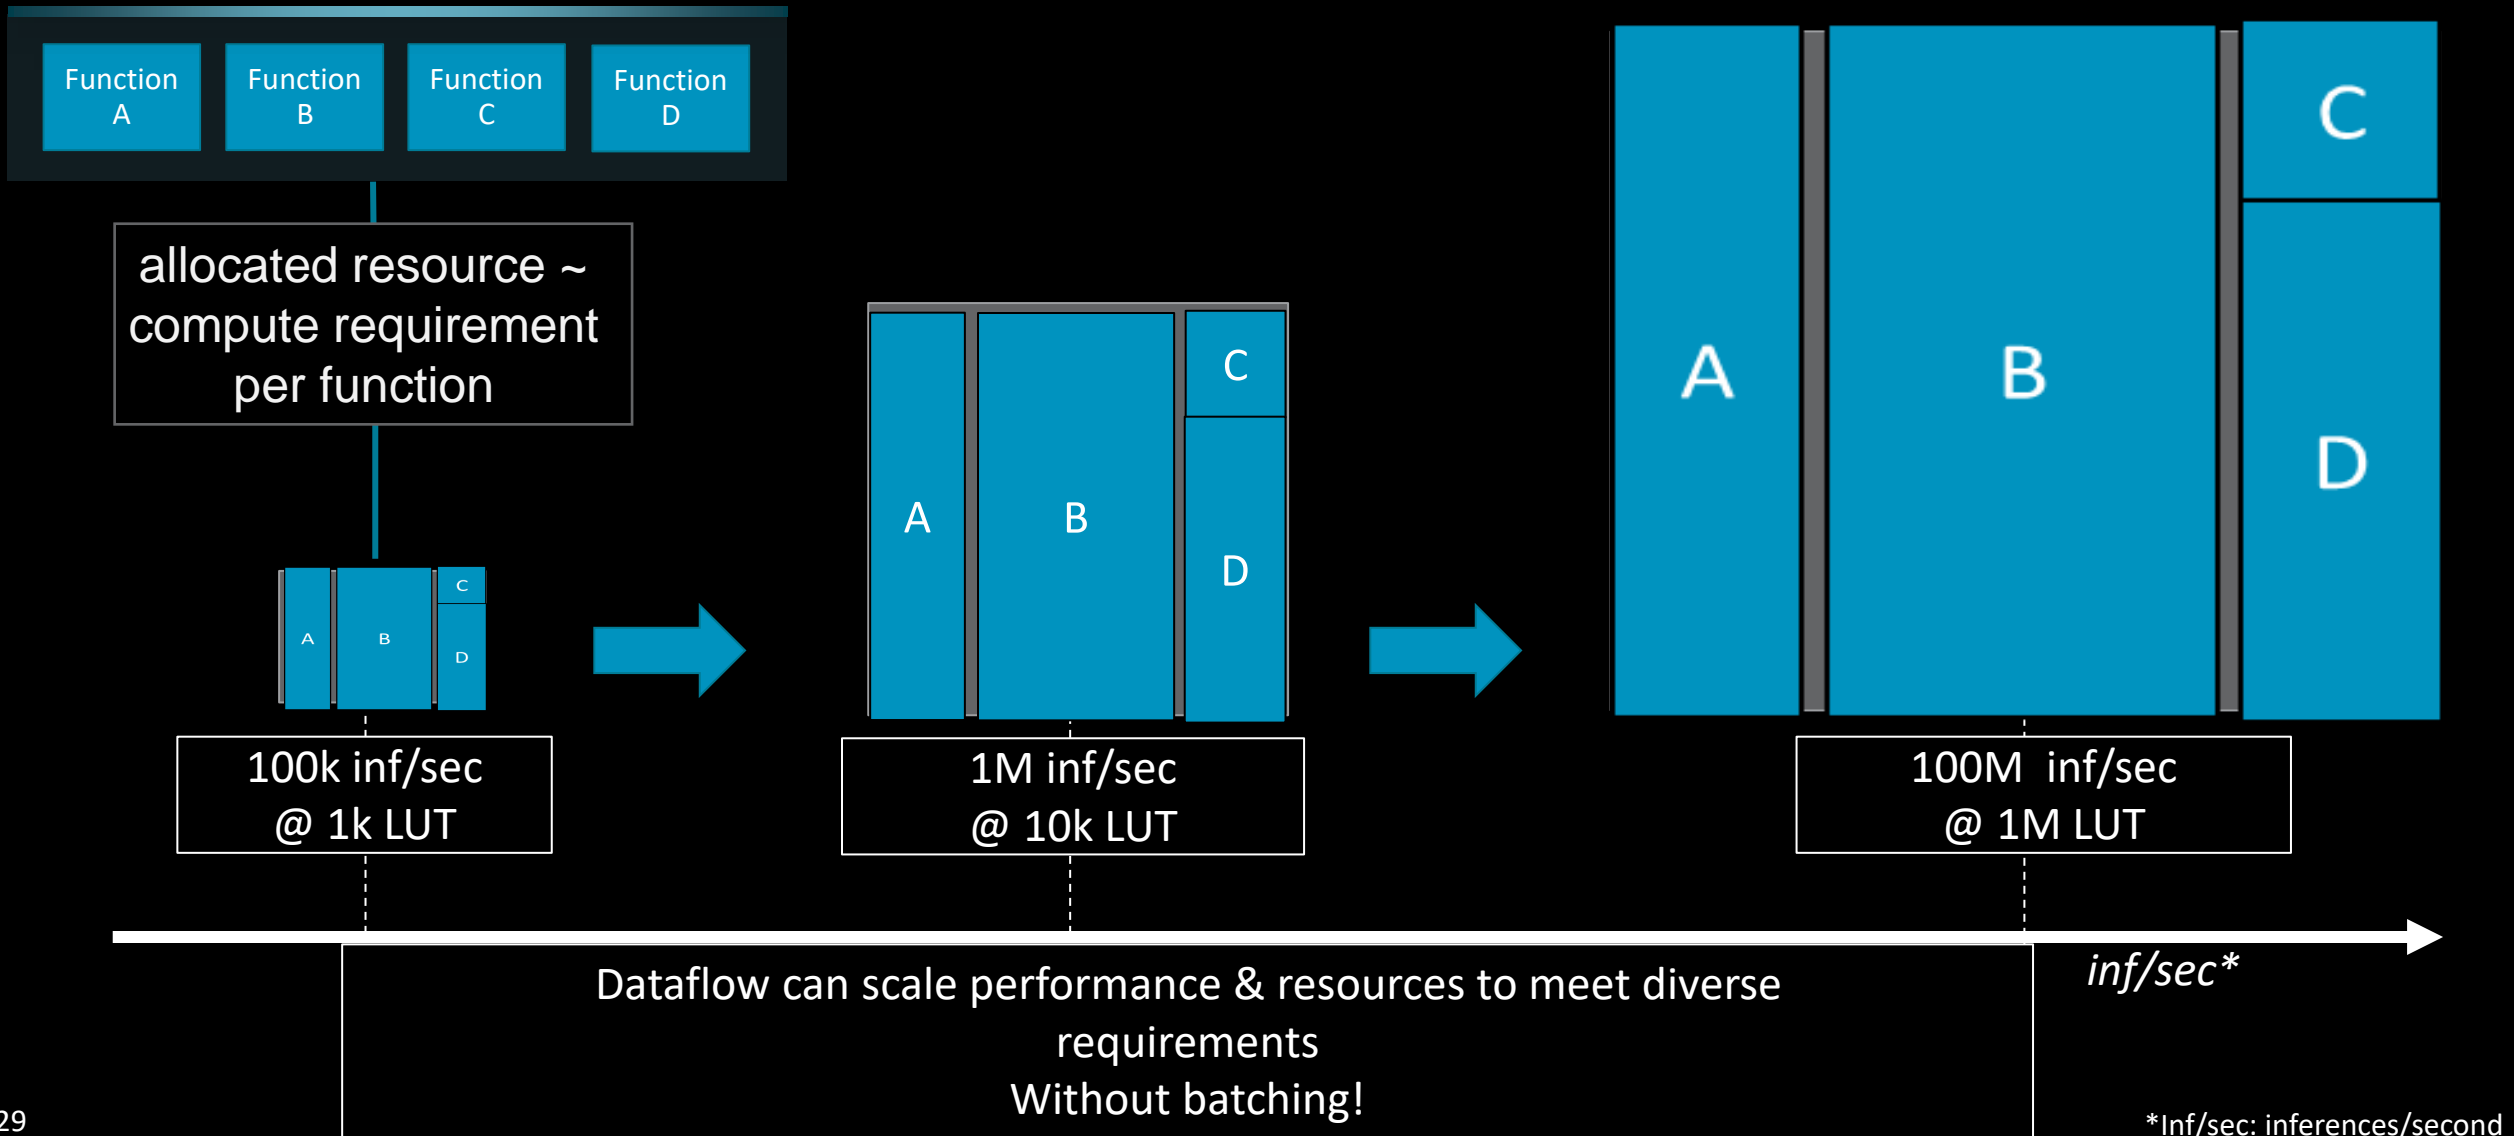 Function
A
Function
B
Function
C
Function
D
allocated resource ~
compute requirement
per function
A
B
C
D
A
B
C
D
A
B
C
D
100k inf/sec
@ 1k LUT
1M inf/sec
@ 10k LUT
100M  inf/sec
@ 1M LUT
inf/sec*
Dataflow can scale performance & resources to meet diverse
requirements
Without batching!
29
*Inf/sec: inferences/second